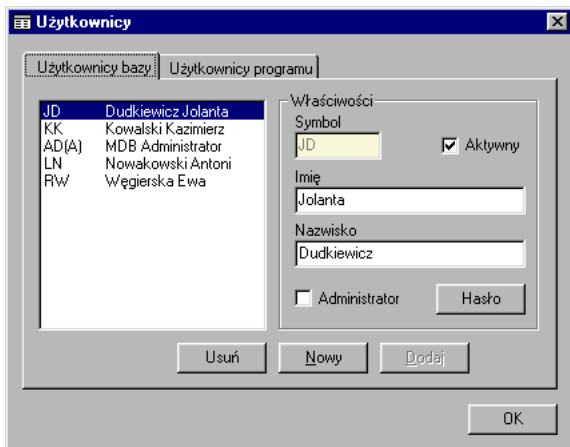 Użytkownicy
Użytkownicy bazy Użytkownicy programu
JD Dudkiewicz Jolanta
KK Kowalski Kazimierz
AD(A) MDB Administrator
LN Nowakowski Antoni
RW Węgierska Ewa
Właściwości
Symbol
JD Aktywny
Imię
Jolanta
Nazwisko
Dudkiewicz
Administrator Hasło
Usuń Nowy Dodaj
OK